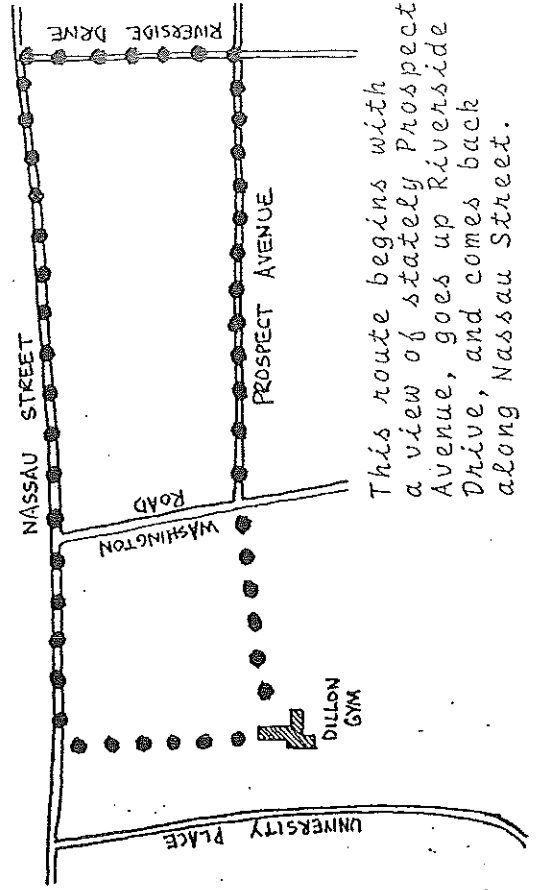 NASSAU STREET
RIVERSIDE DRIVE
PROSPECT AVENUE
WASHINGTON ROAD
DILLON
GYM
UNIVERSITY PLACE
This route begins with
a view of stately Prospect
Avenue, goes up Riverside
Drive, and comes back
along Nassau Street.